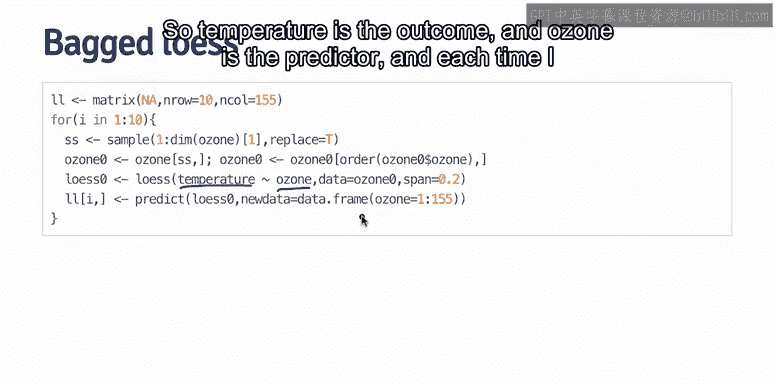 Bagged loess
So temperature is the outcome, and ozone
is the predictor, and each time I
ll <- matrix(NA,nrow=10,ncol=155)
for(i in 1:10){
ss <- sample(1:dim(ozone)[1],replace=T)
ozone0 <- ozone[ss,]; ozone0 <- ozone0[order(ozone0$ozone),]
loess0 <- loess(temperature ~ ozone,data=ozone0,span=0.2)
ll[i,] <- predict(loess0,newdata=data.frame(ozone=1:155))
}